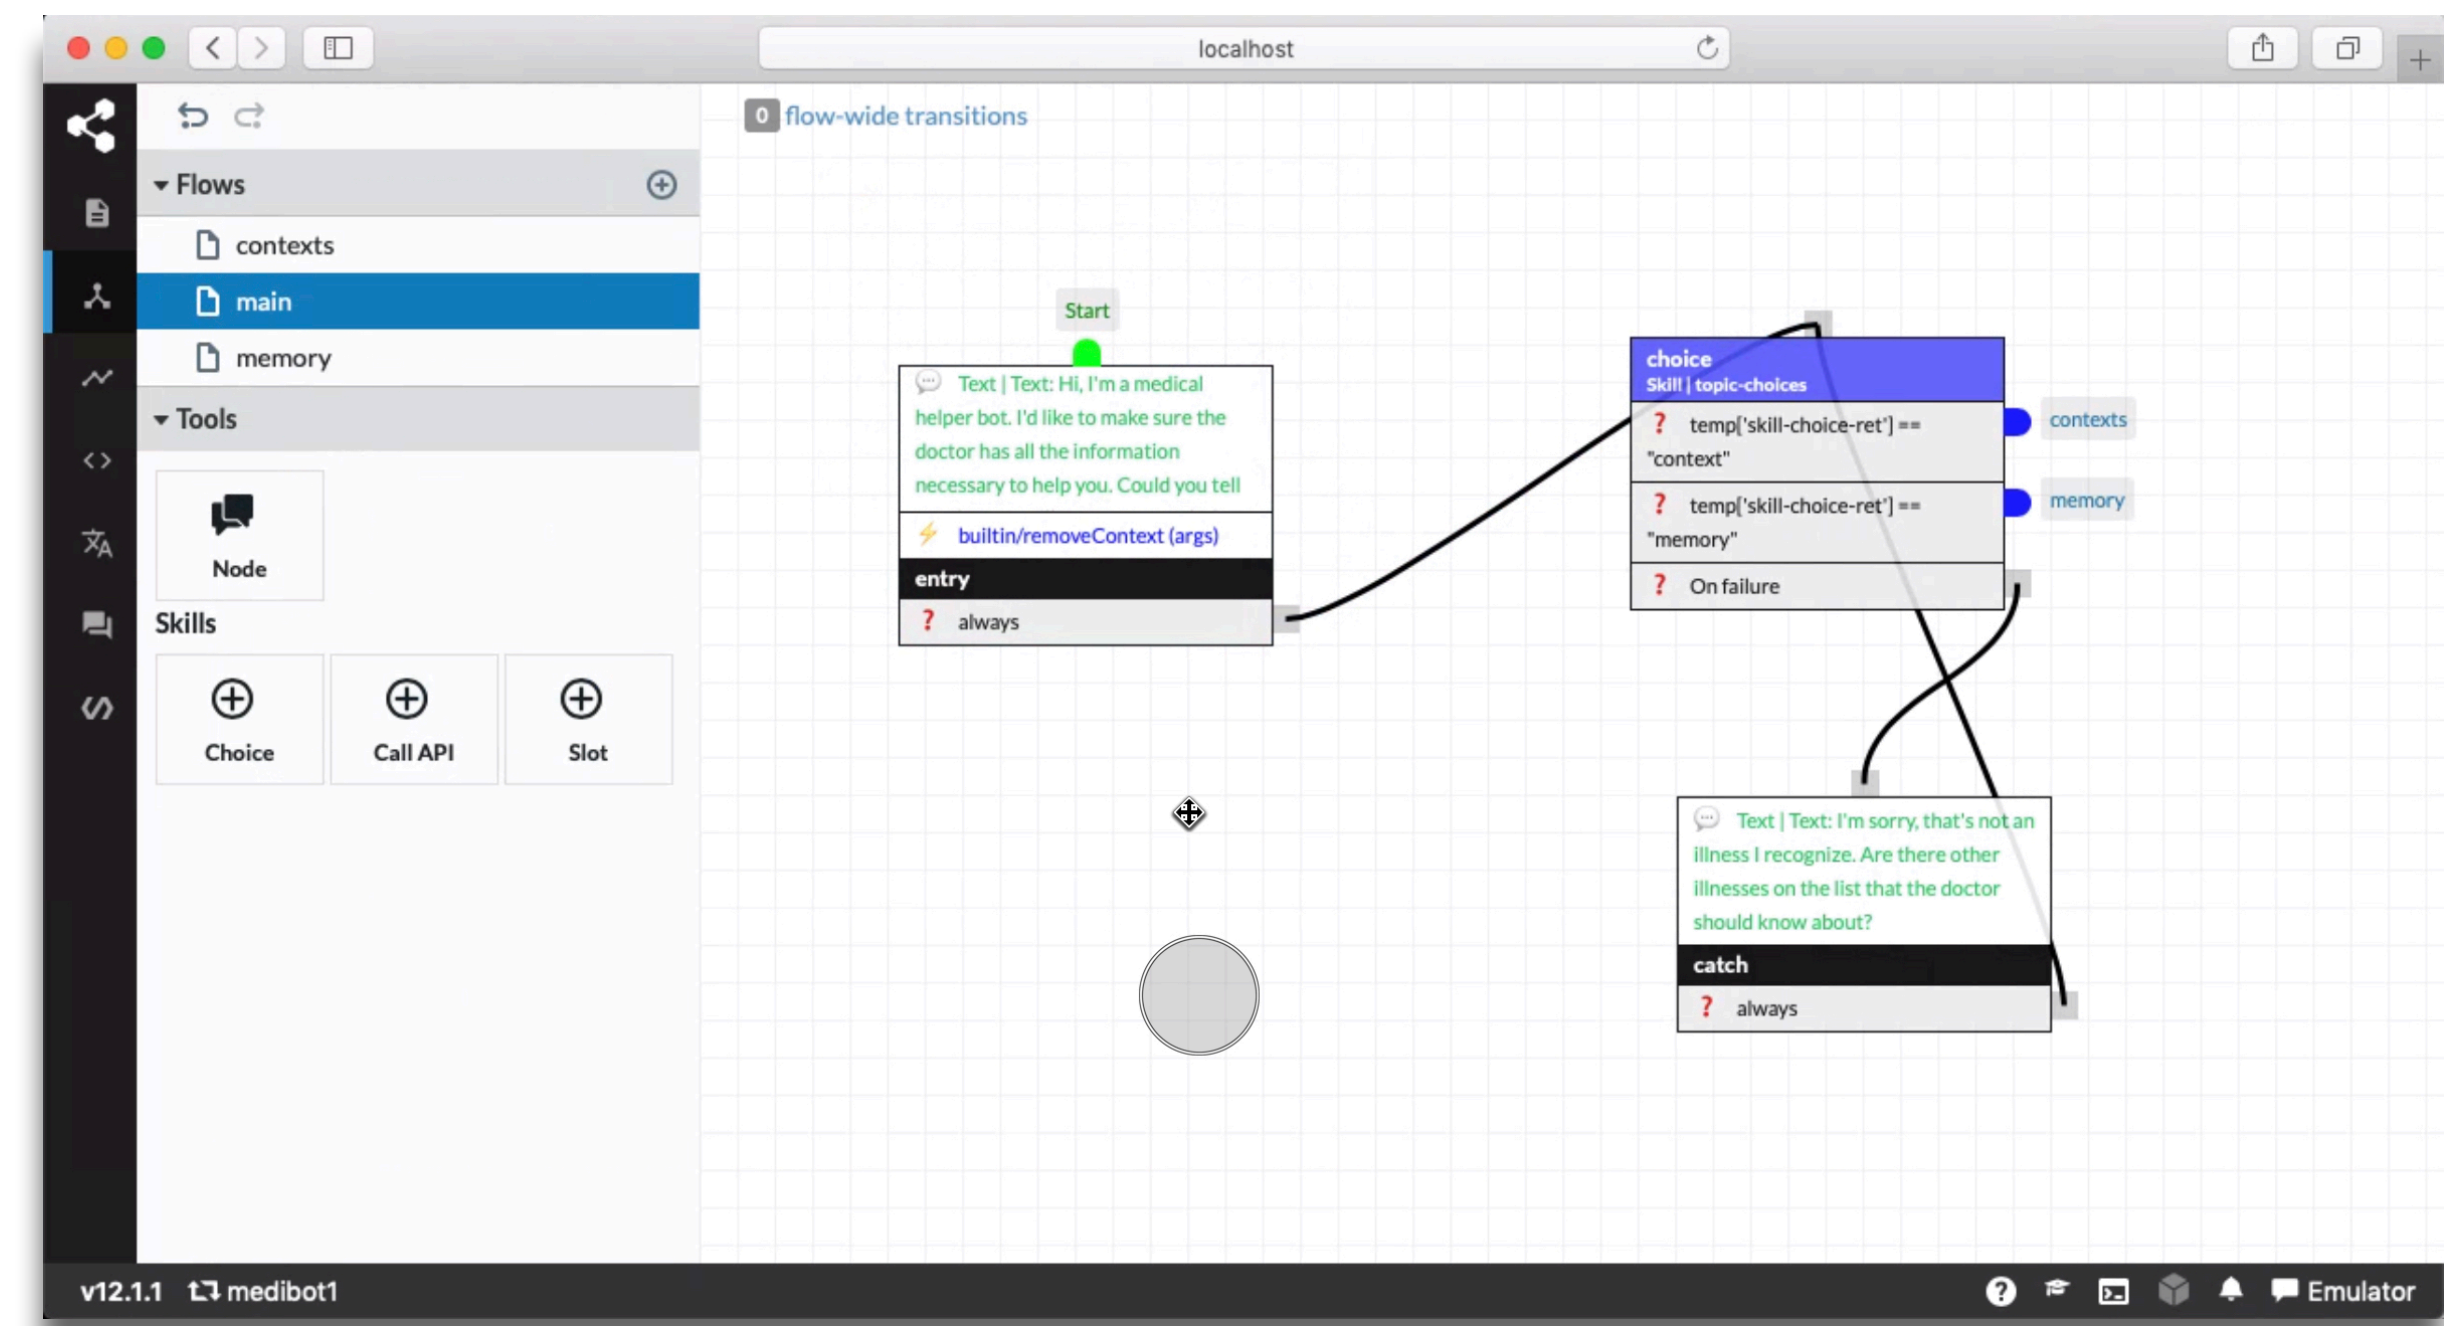 localhost
0 flow-wide transitions
Flows
contexts
main
memory
Tools
Node
Skills
Choice
Call API
Slot
Start
Text | Text: Hi, I'm a medical
helper bot. I'd like to make sure the
doctor has all the information
necessary to help you. Could you tell
builtin/removeContext (args)
entry
? always
choice
Skill | topic-choices
? temp['skill-choice-ret'] ==
"context"
contexts
? temp['skill-choice-ret'] ==
"memory"
memory
? On failure
Text | Text: I'm sorry, that's not an
illness I recognize. Are there other
illnesses on the list that the doctor
should know about?
catch
? always
v12.1.1 medibot1
Emulator